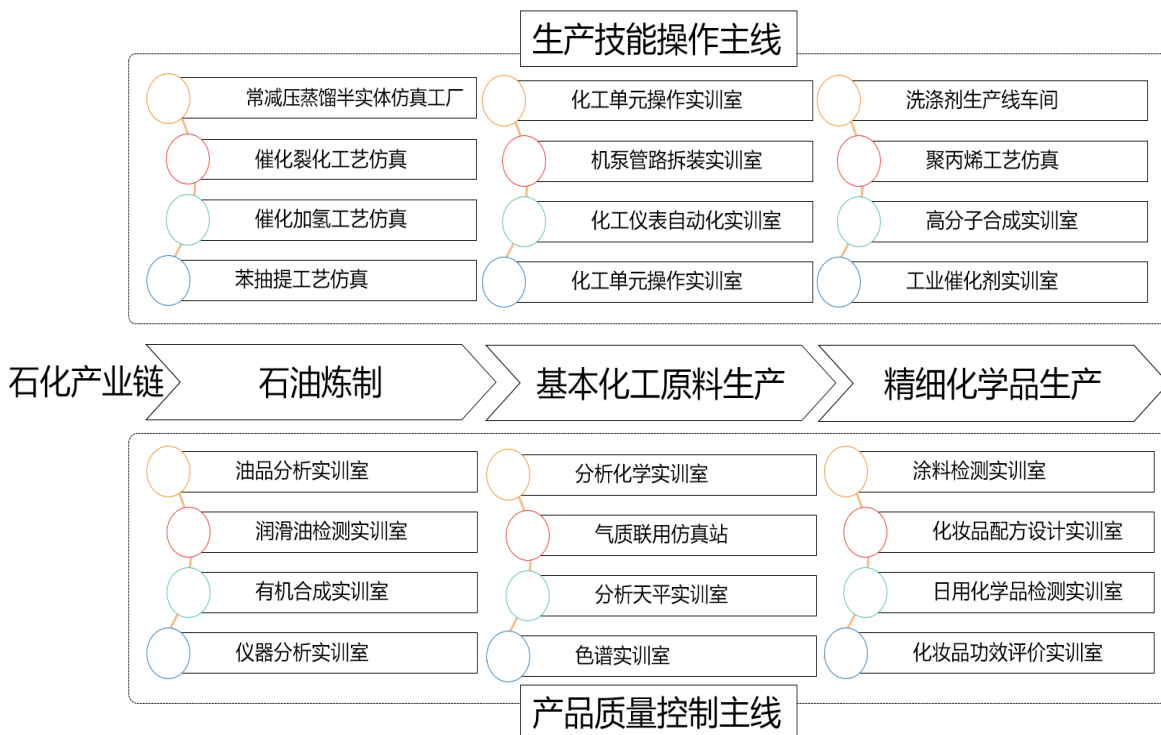 生产技能操作主线
常减压蒸馏半实体仿真工厂
催化裂化工艺仿真
催化加氢工艺仿真
苯抽提工艺仿真
化工单元操作实训室
机泵管路拆装实训室
化工仪表自动化实训室
化工单元操作实训室
洗涤剂生产线车间
聚丙烯工艺仿真
高分子合成实训室
工业催化剂实训室
石化产业链
石油炼制
基本化工原料生产
精细化学品生产
油品分析实训室
润滑油检测实训室
有机合成实训室
仪器分析实训室
分析化学实训室
气质联用仿真站
分析天平实训室
色谱实训室
涂料检测实训室
化妆品配方设计实训室
日用化学品检测实训室
化妆品功效评价实训室
产品质量控制主线